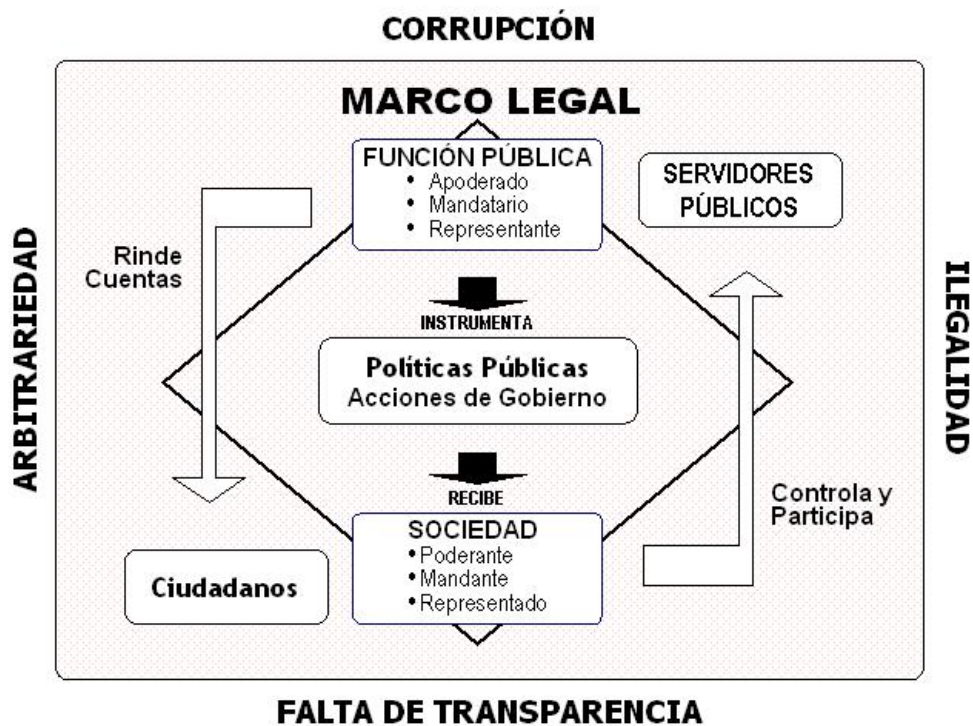 CORRUPCIÓN
MARCO LEGAL
FUNCIÓN PÚBLICA
• Apoderado
• Mandatario
• Representante
SERVIDORES
PÚBLICOS
Rinde
Cuentas
ARBITRARIEDAD
ILEGALIDAD
INSTRUMENTA
Políticas Públicas
Acciones de Gobierno
RECIBE
SOCIEDAD
• Poderante
• Mandante
• Representado
Controla y
Participa
Ciudadanos
FALTA DE TRANSPARENCIA